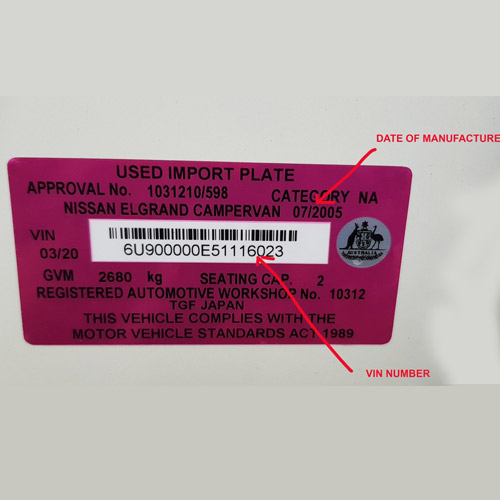 DATE OF MANUFACTURE
USED IMPORT PLATE
APPROVAL No. 1031210/598 CATEGORY NA
NISSAN ELGRAND CAMPERVAN 07/2005
VIN
03/20
6U900000E51116023
AUSTRALIA
GVM 2680 kg SEATING CAP. 2
REGISTERED AUTOMOTIVE WORKSHOP No. 10312
TGF JAPAN
THIS VEHICLE COMPLIES WITH THE
MOTOR VEHICLE STANDARDS ACT 1989
VIN NUMBER